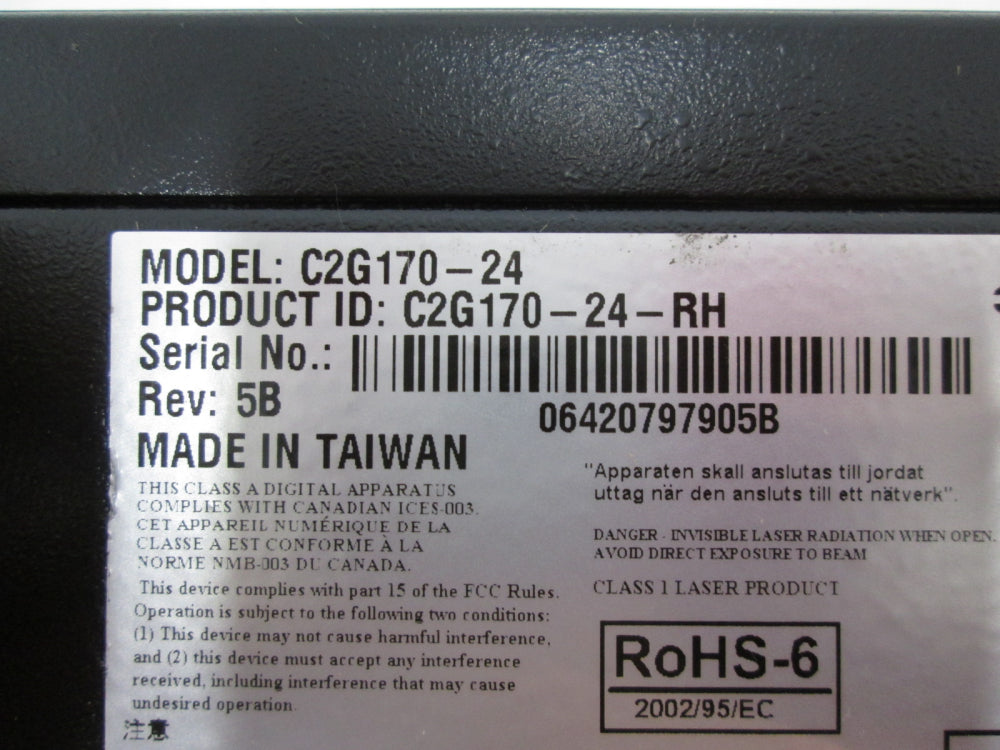 MODEL: C2G170-24
PRODUCT ID: C2G170-24-RH
Serial No.:
Rev: 5B
06420797905B
MADE IN TAIWAN
THIS CLASS A DIGITAL APPARATUS
COMPLIES WITH CANADIAN ICES-003.
CET APPAREIL NUMÉRIQUE DE LA
CLASSE A EST CONFORME À LA
NORME NMB-003 DU CANADA.
This device complies with part 15 of the FCC Rules.
Operation is subject to the following two conditions:
(1) This device may not cause harmful interference,
and (2) this device must accept any interference
received, including interference that may cause
undesired operation.
注意
"Apparaten skall anslutas till jordat
uttag när den ansluts till ett nätverk".
DANGER - INVISIBLE LASER RADIATION WHEN OPEN.
AVOID DIRECT EXPOSURE TO BEAM
CLASS 1 LASER PRODUCT
RoHS-6
2002/95/EC